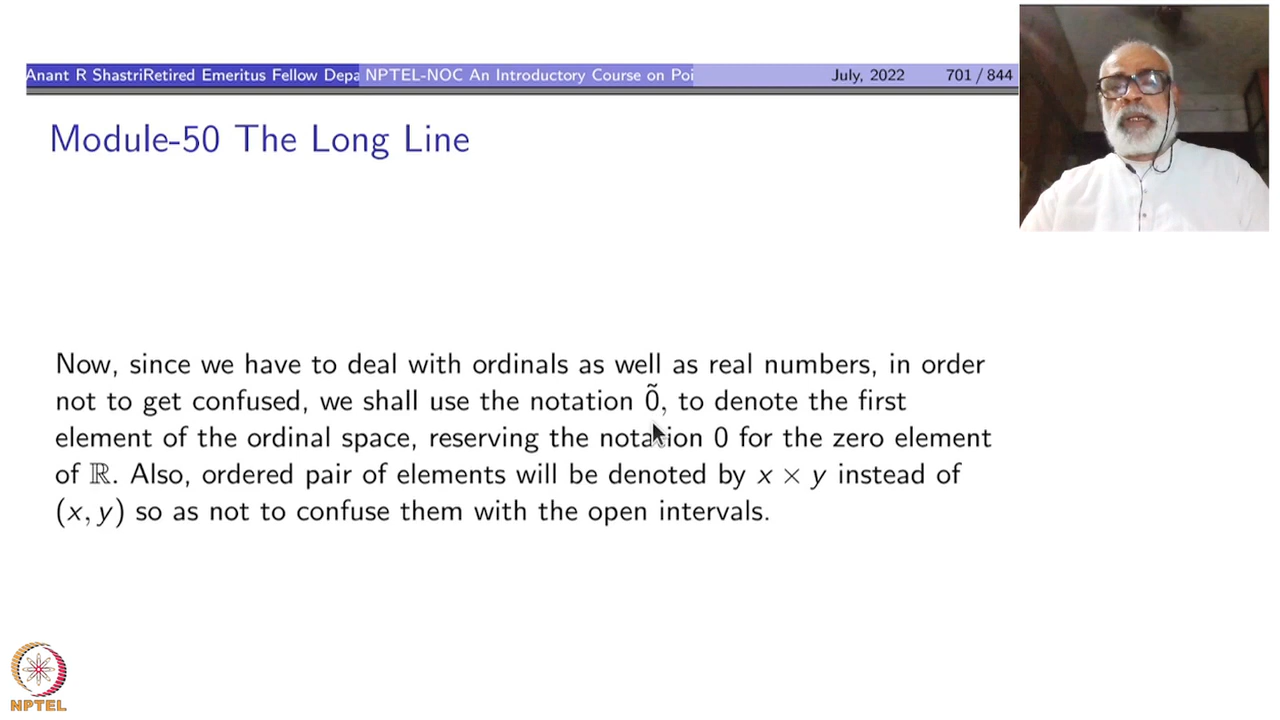 Anant R ShastriRetired Emeritus Fellow Depa NPTEL-NOC An Introductory Course on Poi July, 2022 701 / 844
Module-50 The Long Line
Now, since we have to deal with ordinals as well as real numbers, in order
not to get confused, we shall use the notation 0̃, to denote the first
element of the ordinal space, reserving the notation 0 for the zero element
of ℝ. Also, ordered pair of elements will be denoted by x × y instead of
(x, y) so as not to confuse them with the open intervals.
NPTEL